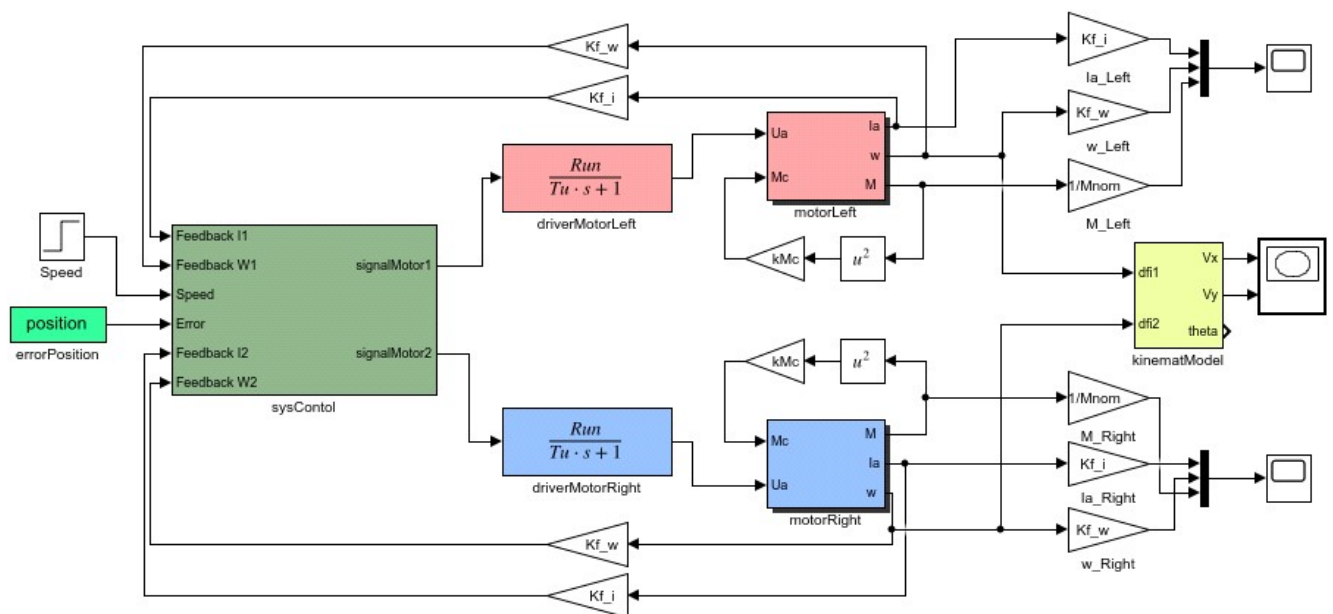 Kf_w
Kf_i
Kf_i
Ia_Left
Kf_w
w_Left
1/Mnom
M_Left
Ua
Mc
Ia
w
M
motorLeft
Run
Tu · s + 1
driverMotorLeft
kMc
u²
Speed
position
errorPosition
Feedback I1
Feedback W1
Speed
Error
Feedback I2
Feedback W2
signalMotor1
signalMotor2
sysContol
dfi1
dfi2
Vx
Vy
theta
kinematModel
kMc
u²
Run
Tu · s + 1
driverMotorRight
Mc
Ua
M
Ia
w
motorRight
1/Mnom
M_Right
Kf_i
Ia_Right
Kf_w
w_Right
Kf_w
Kf_i